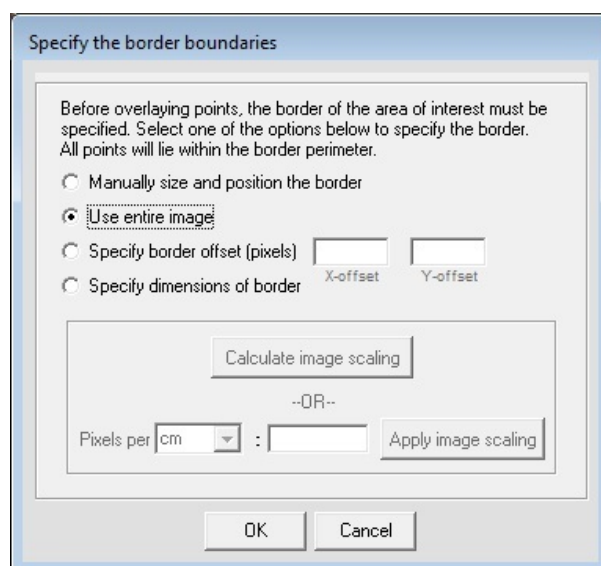 Specify the border boundaries
Before overlaying points, the border of the area of interest must be
specified. Select one of the options below to specify the border.
All points will lie within the border perimeter.
Manually size and position the border
Use entire image
Specify border offset (pixels)
X-offset Y-offset
Specify dimensions of border
Calculate image scaling
--OR--
Pixels per cm : Apply image scaling
OK Cancel